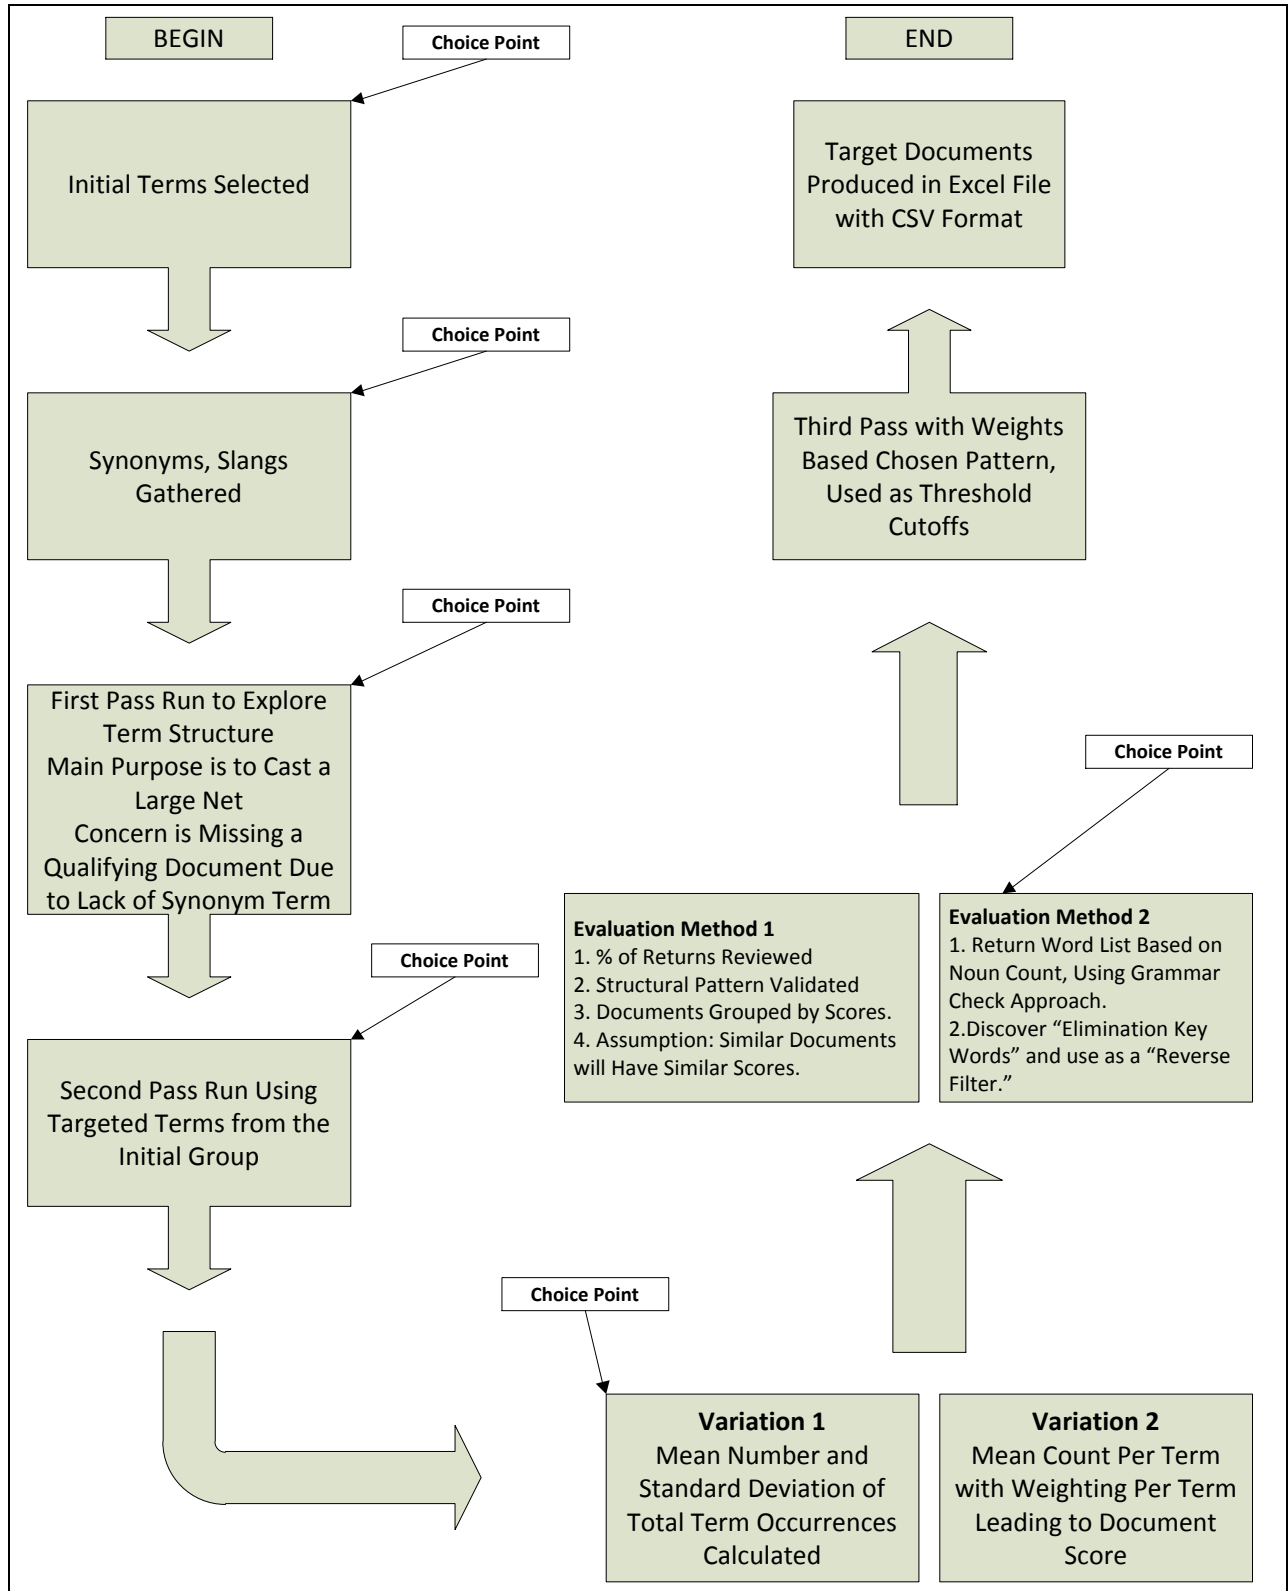 BEGIN
Choice Point
Initial Terms Selected
Choice Point
Synonyms, Slangs
Gathered
Choice Point
First Pass Run to Explore
Term Structure
Main Purpose is to Cast a
Large Net
Concern is Missing a
Qualifying Document Due
to Lack of Synonym Term
Choice Point
Second Pass Run Using
Targeted Terms from the
Initial Group
Choice Point
Variation 1
Mean Number and
Standard Deviation of
Total Term Occurrences
Calculated
Variation 2
Mean Count Per Term
with Weighting Per Term
Leading to Document
Score
Evaluation Method 1
1. % of Returns Reviewed
2. Structural Pattern Validated
3. Documents Grouped by Scores.
4. Assumption: Similar Documents
will Have Similar Scores.
Choice Point
Evaluation Method 2
1. Return Word List Based on
Noun Count, Using Grammar
Check Approach.
2.Discover “Elimination Key
Words” and use as a “Reverse
Filter.”
Third Pass with Weights
Based Chosen Pattern,
Used as Threshold
Cutoffs
Target Documents
Produced in Excel File
with CSV Format
END